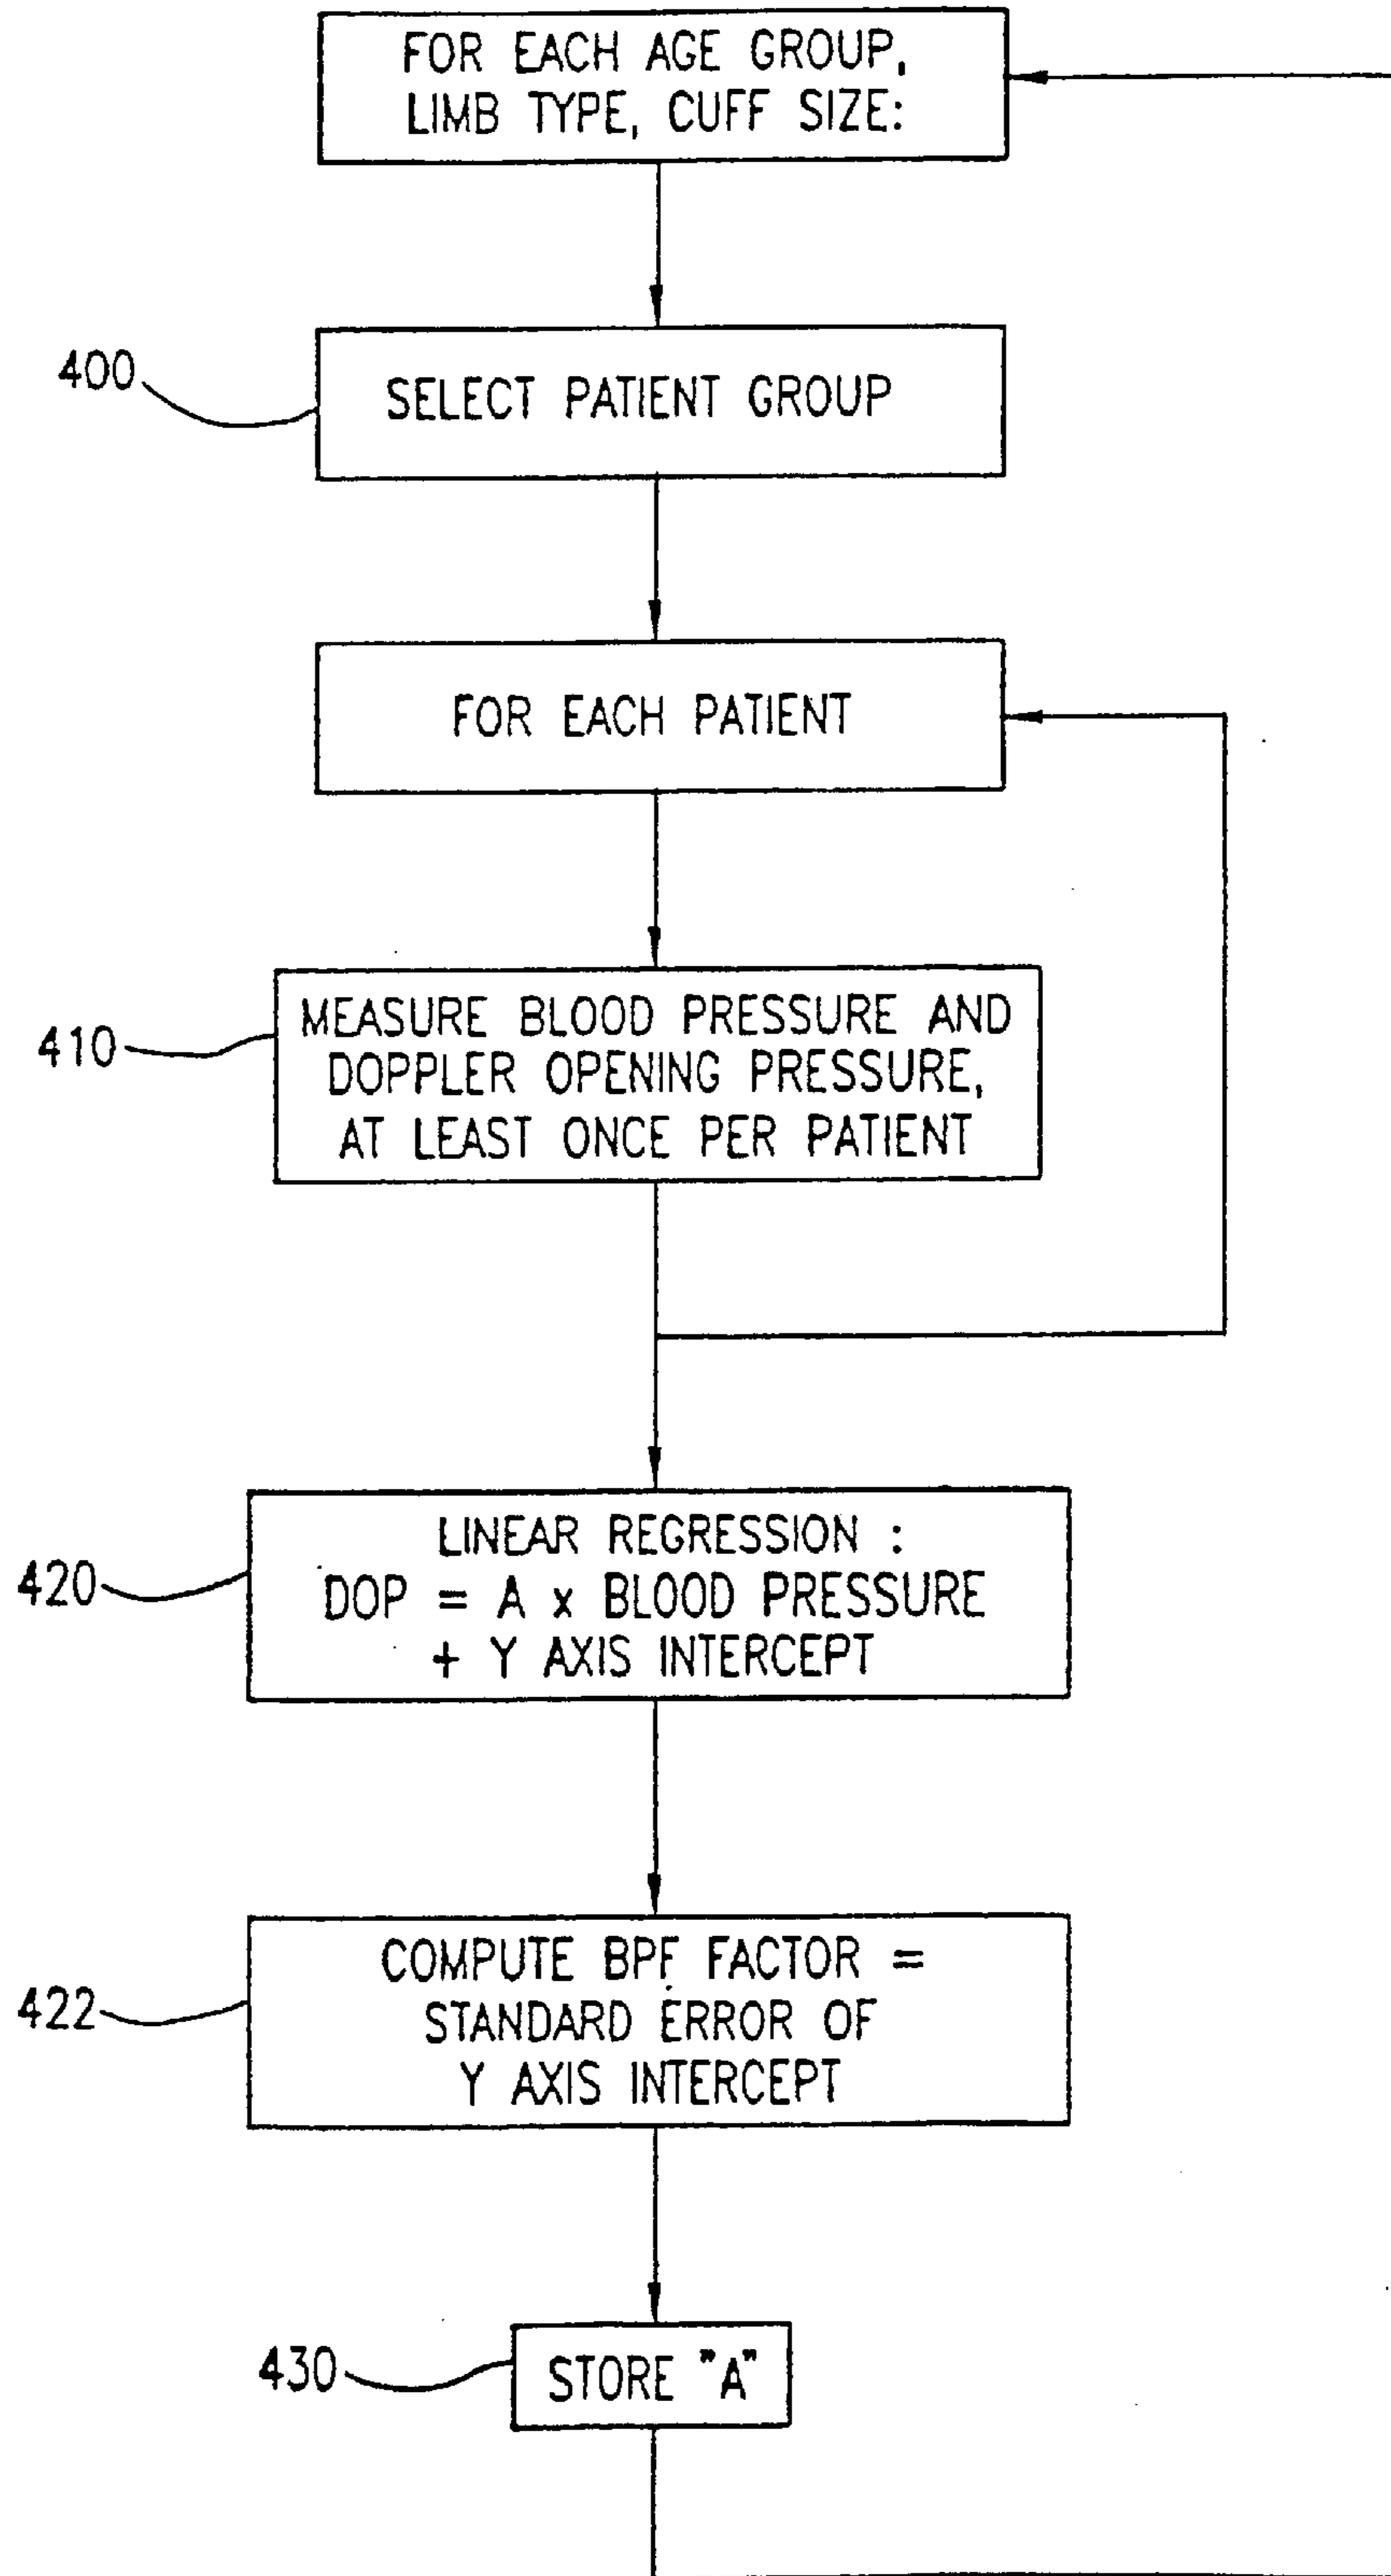 FOR EACH AGE GROUP,
LIMB TYPE, CUFF SIZE:
400
SELECT PATIENT GROUP
FOR EACH PATIENT
410
MEASURE BLOOD PRESSURE AND
DOPPLER OPENING PRESSURE,
AT LEAST ONCE PER PATIENT
420
LINEAR REGRESSION :
DOP = A x BLOOD PRESSURE
+ Y AXIS INTERCEPT
422
COMPUTE BPF FACTOR =
STANDARD ERROR OF
Y AXIS INTERCEPT
430
STORE "A"